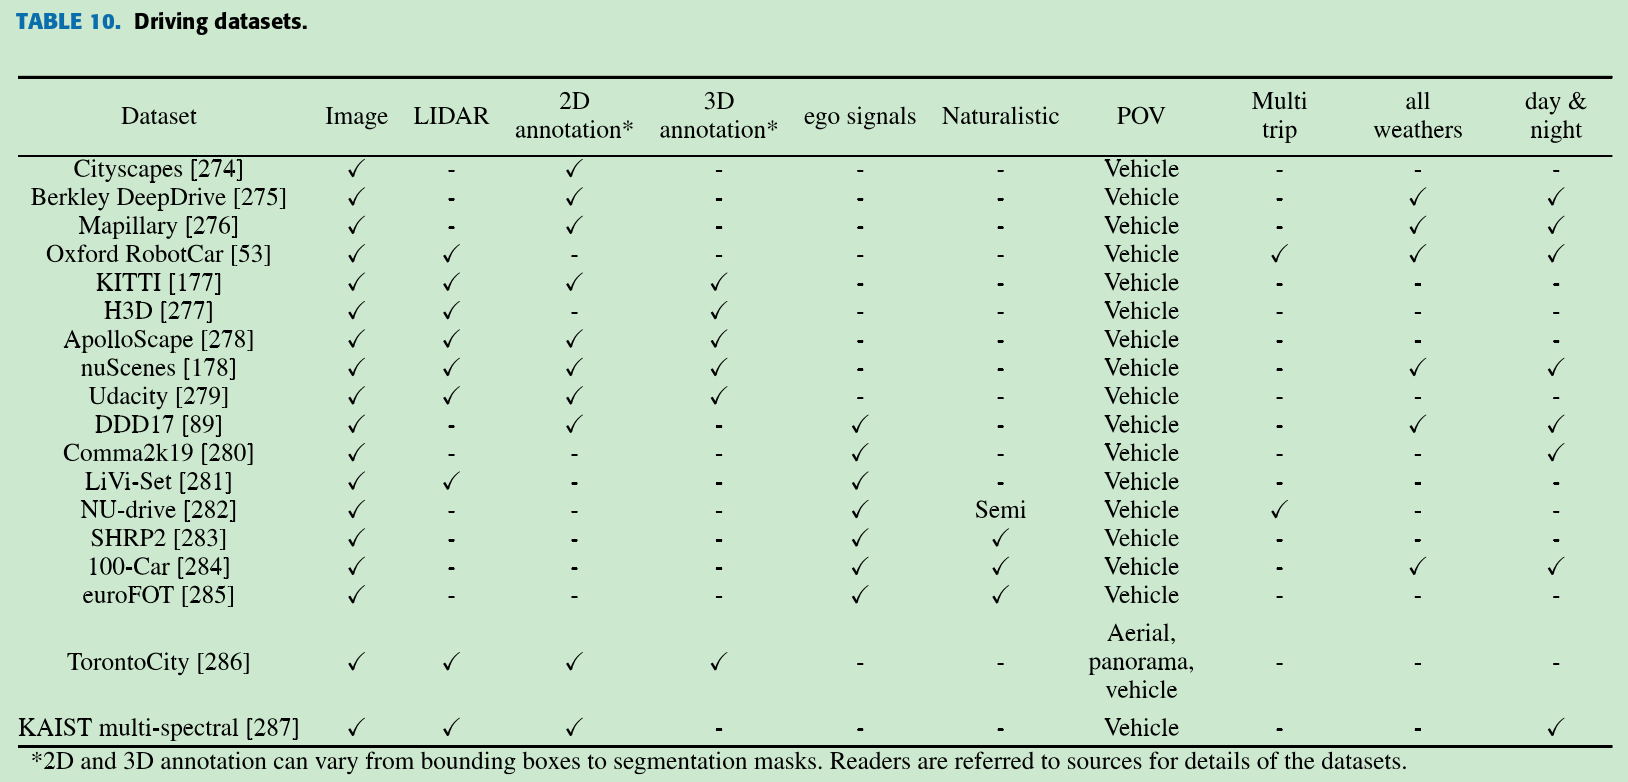 TABLE 10. Driving datasets.
Dataset Image LIDAR 2D annotation* 3D annotation* ego signals Naturalistic POV Multi trip all weathers day & night
Cityscapes [274] ✓ - ✓ - - - Vehicle - - -
Berkley DeepDrive [275] ✓ - ✓ - - - Vehicle - ✓ ✓
Mapillary [276] ✓ - ✓ - - - Vehicle - ✓ ✓
Oxford RobotCar [53] ✓ ✓ - - - - Vehicle ✓ ✓ ✓
KITTI [177] ✓ ✓ ✓ ✓ - - Vehicle - - -
H3D [277] ✓ ✓ - ✓ - - Vehicle - - -
ApolloScape [278] ✓ ✓ ✓ ✓ - - Vehicle - - -
nuScenes [178] ✓ ✓ ✓ ✓ - - Vehicle - ✓ ✓
Udacity [279] ✓ ✓ ✓ ✓ - - Vehicle - - -
DDD17 [89] ✓ - ✓ - ✓ - Vehicle - ✓ ✓
Comma2k19 [280] ✓ - - - ✓ - Vehicle - - ✓
LiVi-Set [281] ✓ ✓ - - ✓ - Vehicle - - -
NU-drive [282] ✓ - - - ✓ Semi Vehicle ✓ - -
SHRP2 [283] ✓ - - - ✓ ✓ Vehicle - - -
100-Car [284] ✓ - - - ✓ ✓ Vehicle - ✓ ✓
euroFOT [285] ✓ - - - ✓ ✓ Vehicle - - -
TorontoCity [286] ✓ ✓ ✓ ✓ - - Aerial, panorama, vehicle - - -
KAIST multi-spectral [287] ✓ ✓ ✓ - - - Vehicle - - ✓
*2D and 3D annotation can vary from bounding boxes to segmentation masks. Readers are referred to sources for details of the datasets.